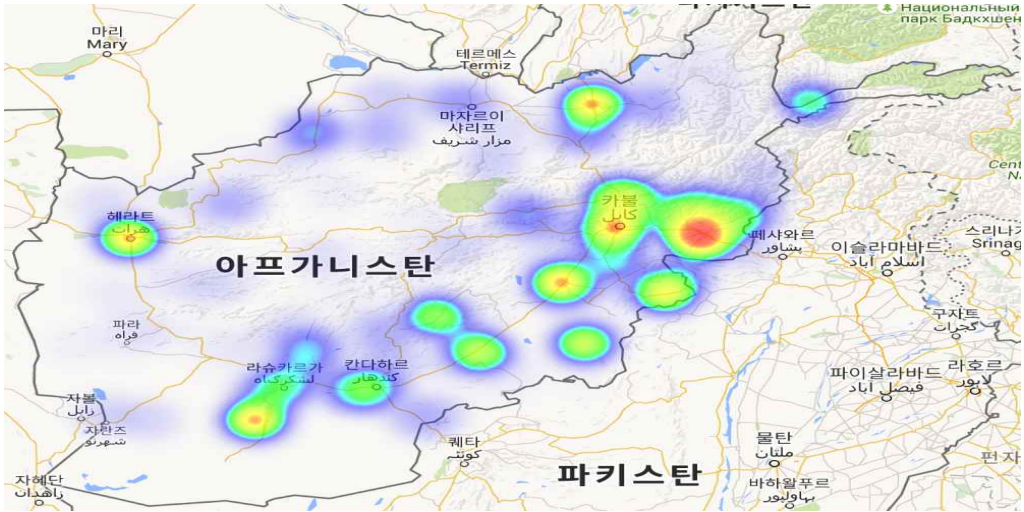 Национальный
парк Бадкхшен
마리
Mary
테르메스
Termiz
마자르이
샤리프
مزار شريف
헤라트
هرات
카불
کابل
페샤와르
پشاور
이슬라마바드
اسلام آباد
스리나가
Srinag
아프가니스탄
구자트
گجرات
파라
فراه
라슈카르가
لشکرگاه
칸다하르
کندهار
파이살라바드
فيصل آباد
라호르
لاہور
자볼
زابل
자란즈
퀘타
کوئٹہ
물탄
ملتان
펀자
파키스탄
자헤단
زاهدات
바하왈푸르
بہاولپور